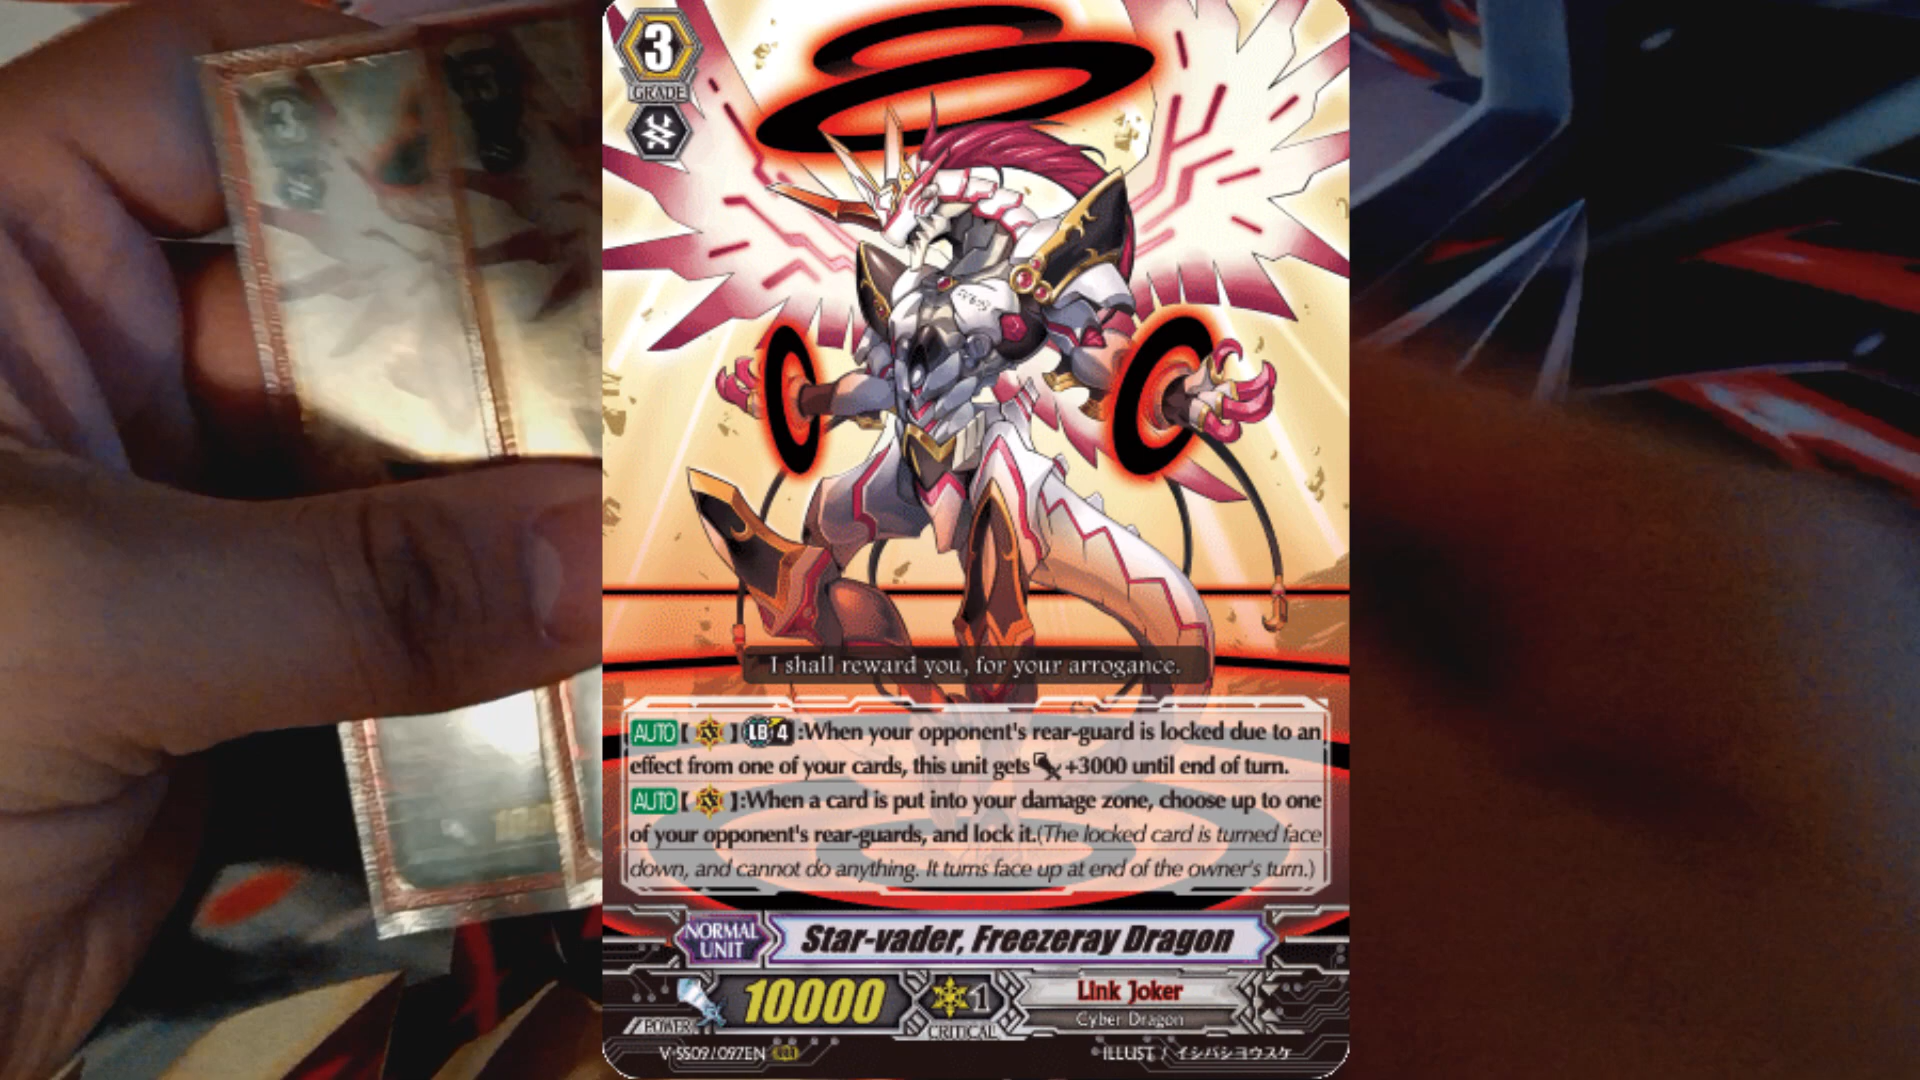 3
GRADE
I shall reward you, for your arrogance.
AUTO [ ] LB 4 :When your opponent's rear-guard is locked due to an
effect from one of your cards, this unit gets +3000 until end of turn.
AUTO [ ]:When a card is put into your damage zone, choose up to one
of your opponent's rear-guards, and lock it.(The locked card is turned face
down, and cannot do anything. It turns face up at end of the owner's turn.)
NORMAL
UNIT
Star-vader, Freezeray Dragon
POWER 10000
1
CRITICAL
Link Joker
Cyber Dragon
V-SS09/097EN
ILLUST / イシバシヨウスケ
3